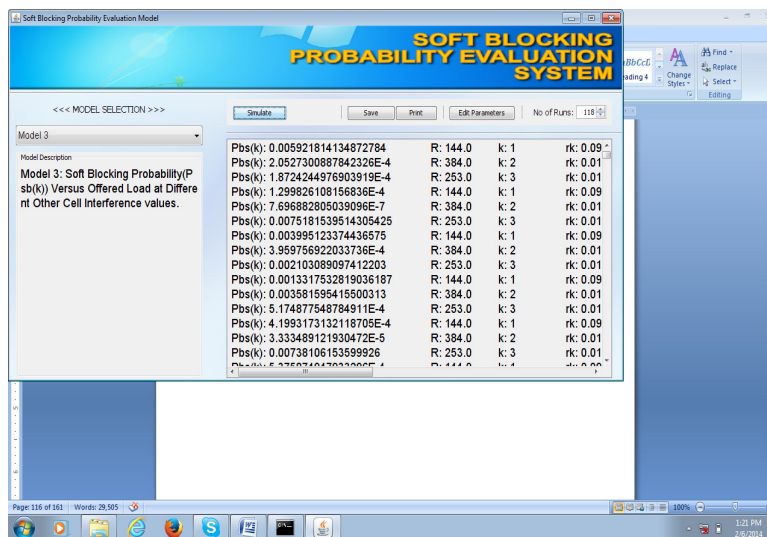 Soft Blocking Probability Evaluation Model
SOFT BLOCKING
PROBABILITY EVALUATION
SYSTEM
<<< MODEL SELECTION >>>
Model 3
Model Description
Model 3: Soft Blocking Probability(P
sb(k)) Versus Offered Load at Differe
nt Other Cell Interference values.
Simulate Save Print Edit Parameters No of Runs: 118
Pbs(k): 0.00592181413487278​4 R: 144.0 k: 1 rk: 0.09
Pbs(k): 2.0527300887842326E-4 R: 384.0 k: 2 rk: 0.01
Pbs(k): 1.8724244976903919E-4 R: 253.0 k: 3 rk: 0.01
Pbs(k): 1.299826108156836E-4 R: 144.0 k: 1 rk: 0.09
Pbs(k): 7.696882805039096E-7 R: 384.0 k: 2 rk: 0.01
Pbs(k): 0.00751815395143054​25 R: 253.0 k: 3 rk: 0.01
Pbs(k): 0.003995123374436575 R: 144.0 k: 1 rk: 0.09
Pbs(k): 3.959756922033736E-4 R: 384.0 k: 2 rk: 0.01
Pbs(k): 0.002103089097412203 R: 253.0 k: 3 rk: 0.01
Pbs(k): 0.0013317532819036187 R: 144.0 k: 1 rk: 0.09
Pbs(k): 0.003581595415500313 R: 384.0 k: 2 rk: 0.01
Pbs(k): 5.174877548784911E-4 R: 253.0 k: 3 rk: 0.01
Pbs(k): 4.1993173132118705E-4 R: 144.0 k: 1 rk: 0.09
Pbs(k): 3.333489121930472E-5 R: 384.0 k: 2 rk: 0.01
Pbs(k): 0.00738106153599926 R: 253.0 k: 3 rk: 0.01
BbCcD
eading 4
Change
Styles
Find
Replace
Select
Editing
Page: 116 of 161 Words: 29,505
100%
1:21 PM
2/6/2014